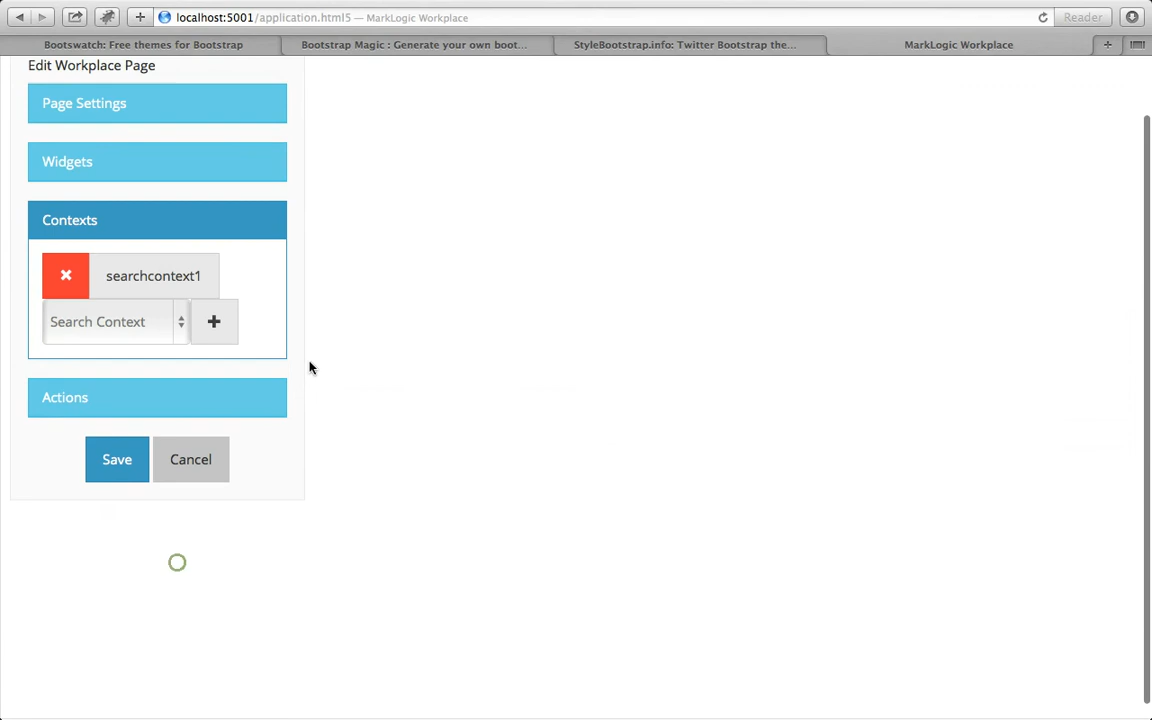 localhost:5001/application.html5 — MarkLogic Workplace
Reader
Bootswatch: Free themes for Bootstrap
Bootstrap Magic : Generate your own boot...
StyleBootstrap.info: Twitter Bootstrap the...
MarkLogic Workplace
Edit Workplace Page
Page Settings
Widgets
Contexts
searchcontext1
Search Context
Actions
Save
Cancel